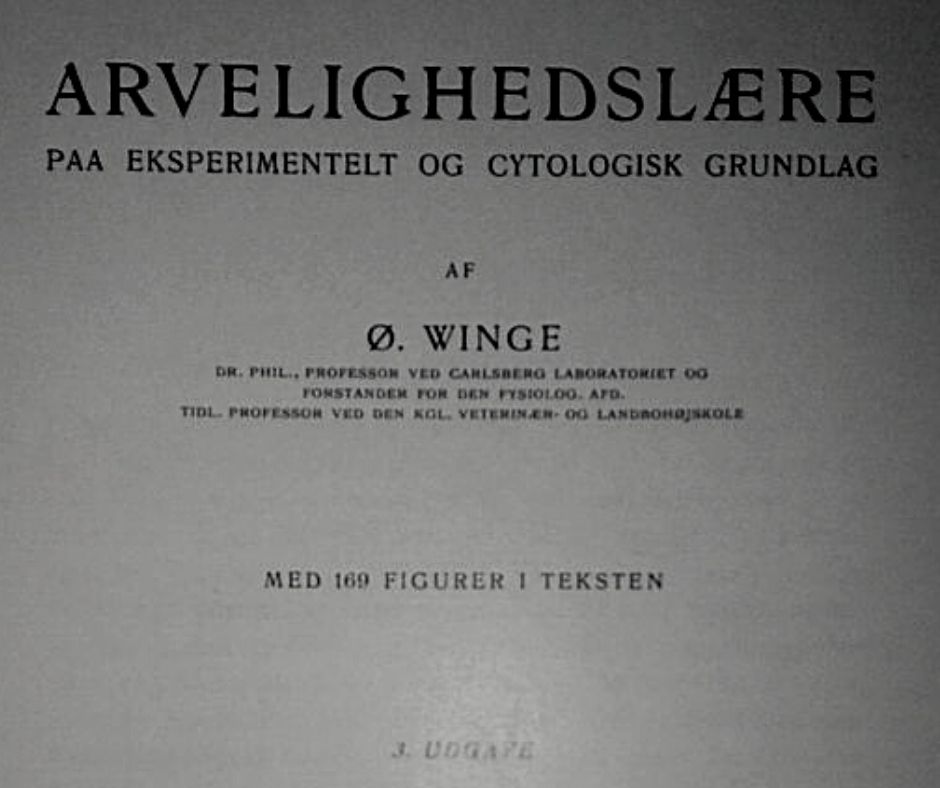 ARVELIGHEDSLÆRE
PAA EKSPERIMENTELT OG CYTOLOGISK GRUNDLAG
AF
Ø. WINGE
DR. PHIL., PROFESSOR VED CARLSBERG LABORATORIET OG
FORSTANDER FOR DEN FYSIOLOG. AFD.
TIDL. PROFESSOR VED DEN KGL. VETERINÆR- OG LANDBOHØJSKOLE
MED 169 FIGURER I TEKSTEN
3. UDGAVE